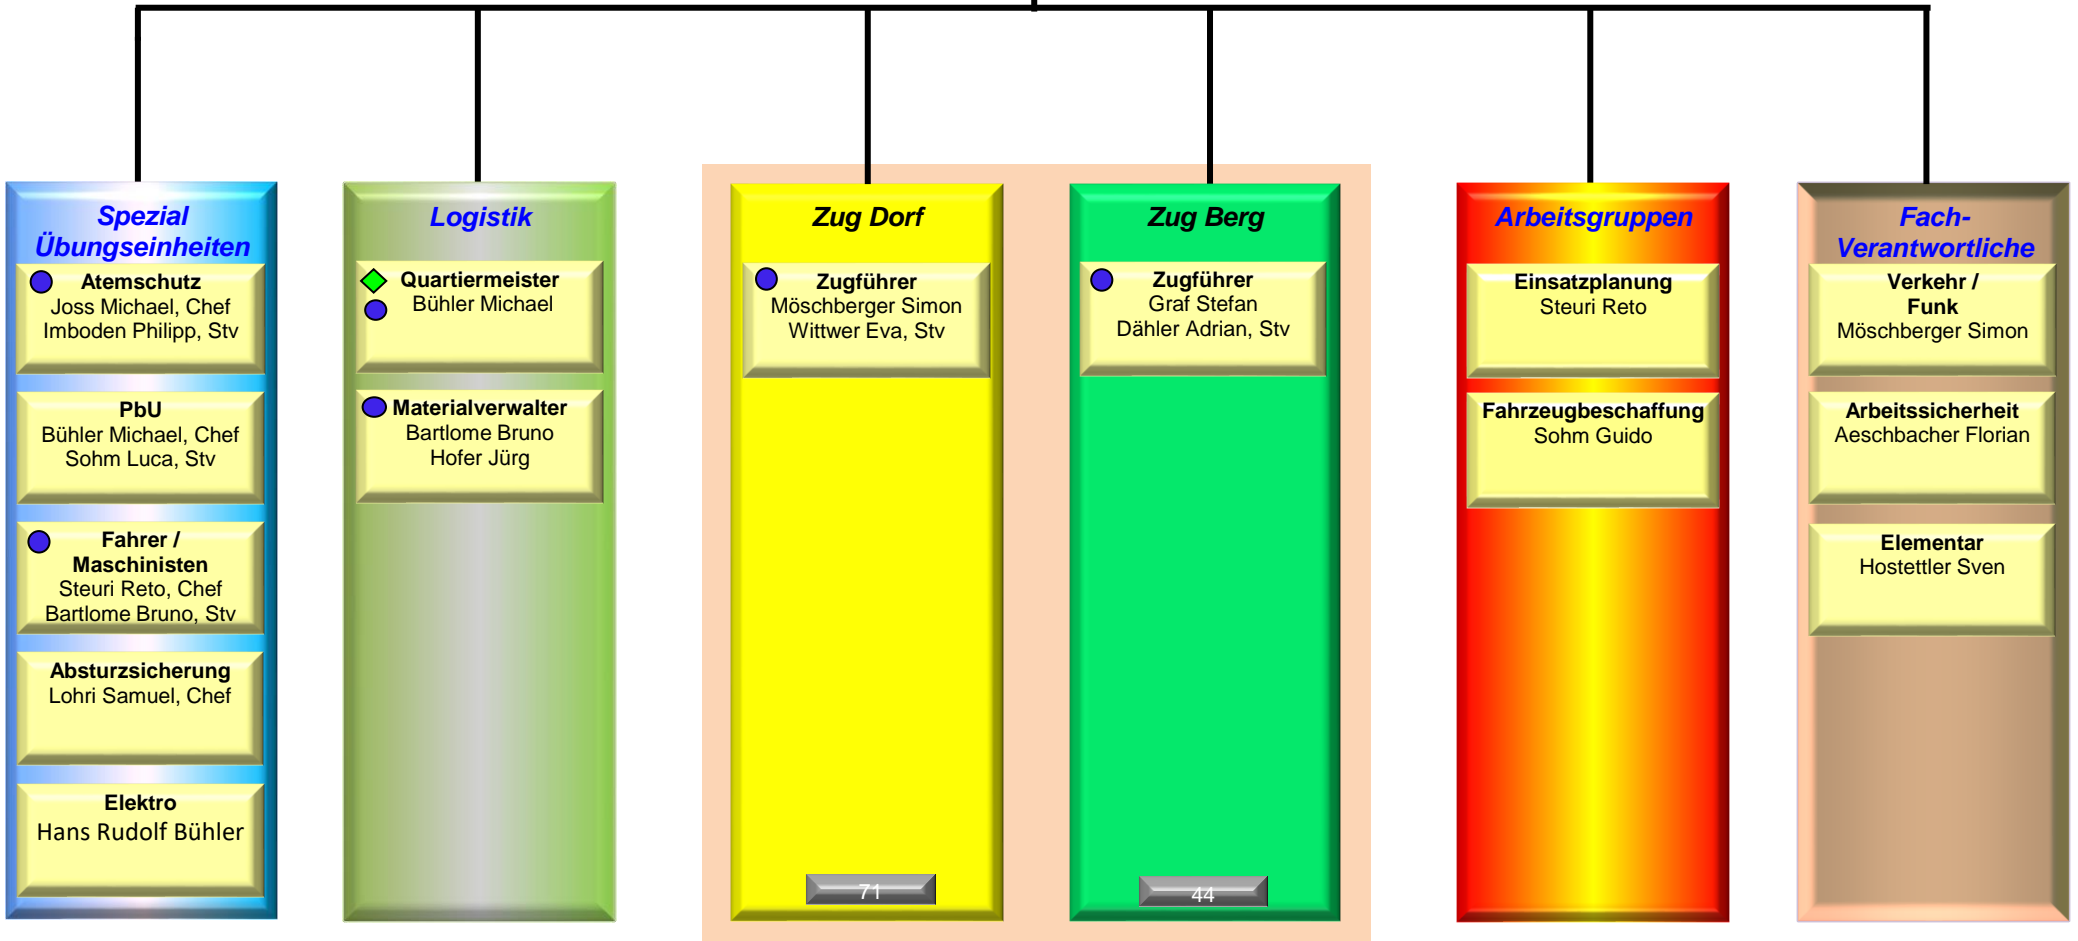 Spezial
Übungseinheiten
Atemschutz
Joss Michael, Chef
Imboden Philipp, Stv
PbU
Bühler Michael, Chef
Sohm Luca, Stv
Fahrer /
Maschinisten
Steuri Reto, Chef
Bartlome Bruno, Stv
Absturzsicherung
Lohri Samuel, Chef
Elektro
Hans Rudolf Bühler
Logistik
Quartiermeister
Bühler Michael
Materialverwalter
Bartlome Bruno
Hofer Jürg
Zug Dorf
Zugführer
Möschberger Simon
Wittwer Eva, Stv
71
Zug Berg
Zugführer
Graf Stefan
Dähler Adrian, Stv
44
Arbeitsgruppen
Einsatzplanung
Steuri Reto
Fahrzeugbeschaffung
Sohm Guido
Fach-
Verantwortliche
Verkehr /
Funk
Möschberger Simon
Arbeitssicherheit
Aeschbacher Florian
Elementar
Hostettler Sven